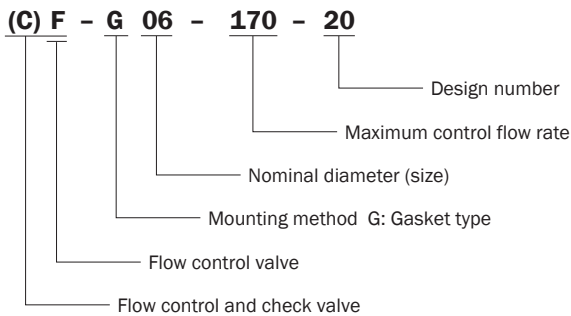 (C) F – G 06 – 170 – 20
Design number
Maximum control flow rate
Nominal diameter (size)
Mounting method  G: Gasket type
Flow control valve
Flow control and check valve